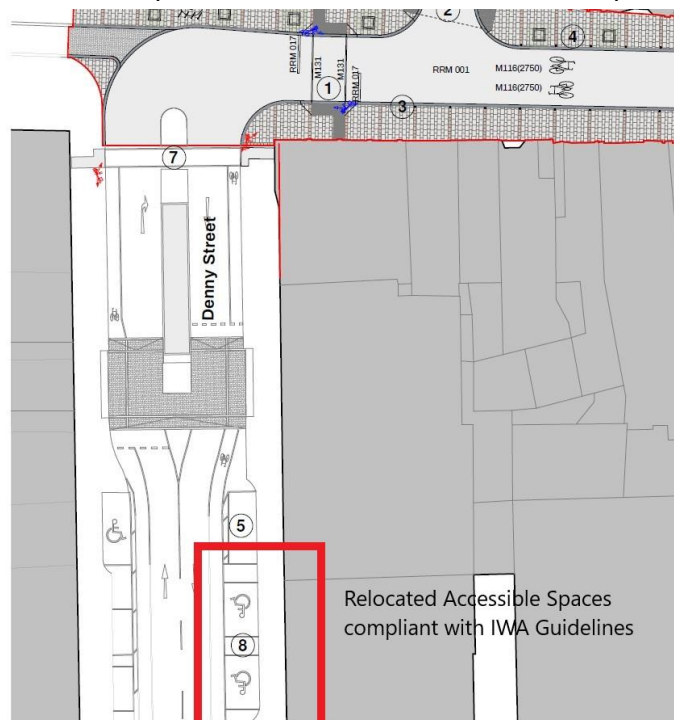 2
4
RRM 017
M131
M131
RRM 017
1
RRM 001
M116(2750)
M116(2750)
3
7
Denny Street
5
8
Relocated Accessible Spaces
compliant with IWA Guidelines